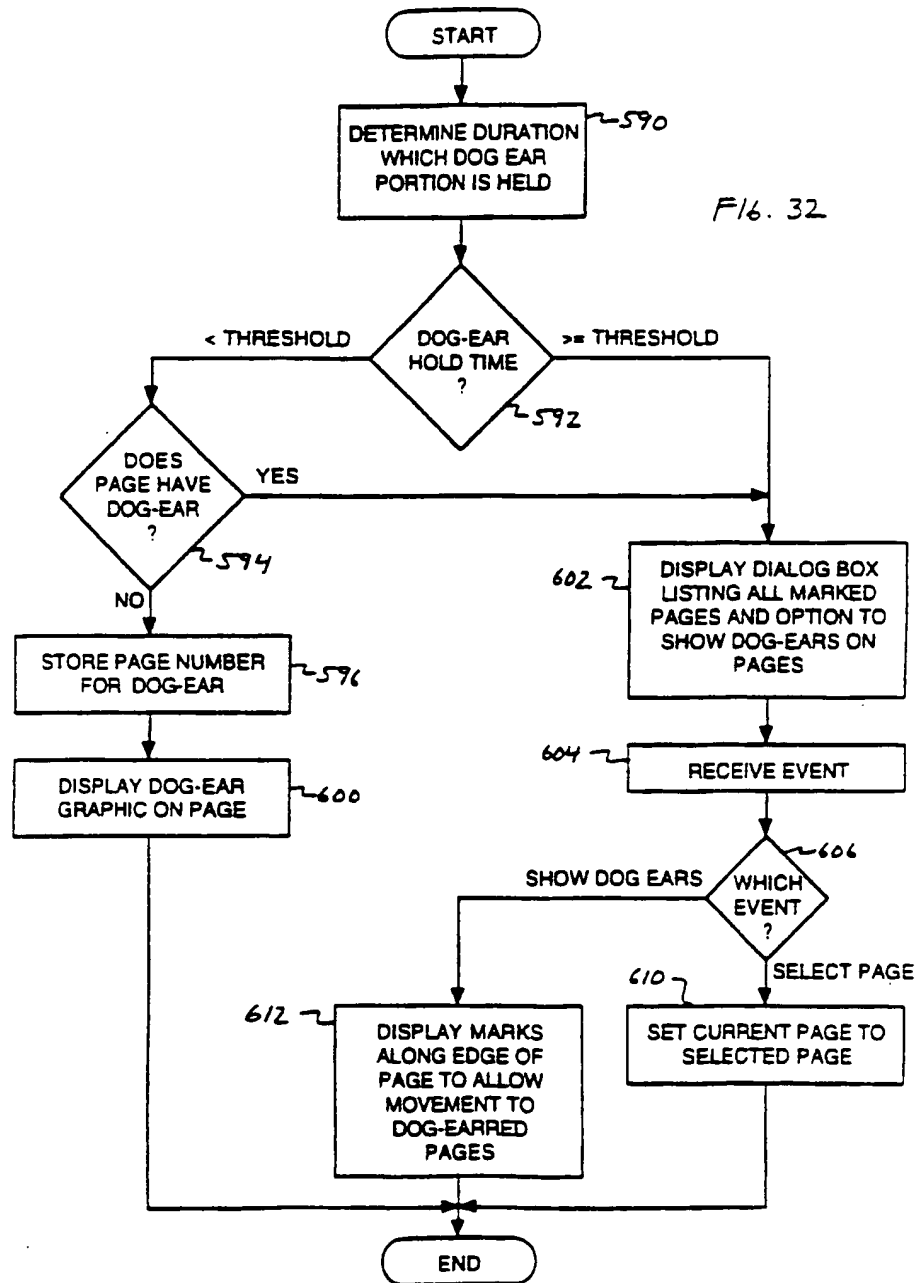 START
DETERMINE DURATION
WHICH DOG EAR
PORTION IS HELD
590
FIG. 32
< THRESHOLD
DOG-EAR
HOLD TIME
?
>= THRESHOLD
592
DOES
PAGE HAVE
DOG-EAR
?
YES
594
NO
602
DISPLAY DIALOG BOX
LISTING ALL MARKED
PAGES AND OPTION TO
SHOW DOG-EARS ON
PAGES
STORE PAGE NUMBER
FOR DOG-EAR
596
604
RECEIVE EVENT
DISPLAY DOG-EAR
GRAPHIC ON PAGE
600
606
SHOW DOG EARS
WHICH
EVENT
?
SELECT PAGE
610
612
DISPLAY MARKS
ALONG EDGE OF
PAGE TO ALLOW
MOVEMENT TO
DOG-EARRED
PAGES
SET CURRENT PAGE TO
SELECTED PAGE
END